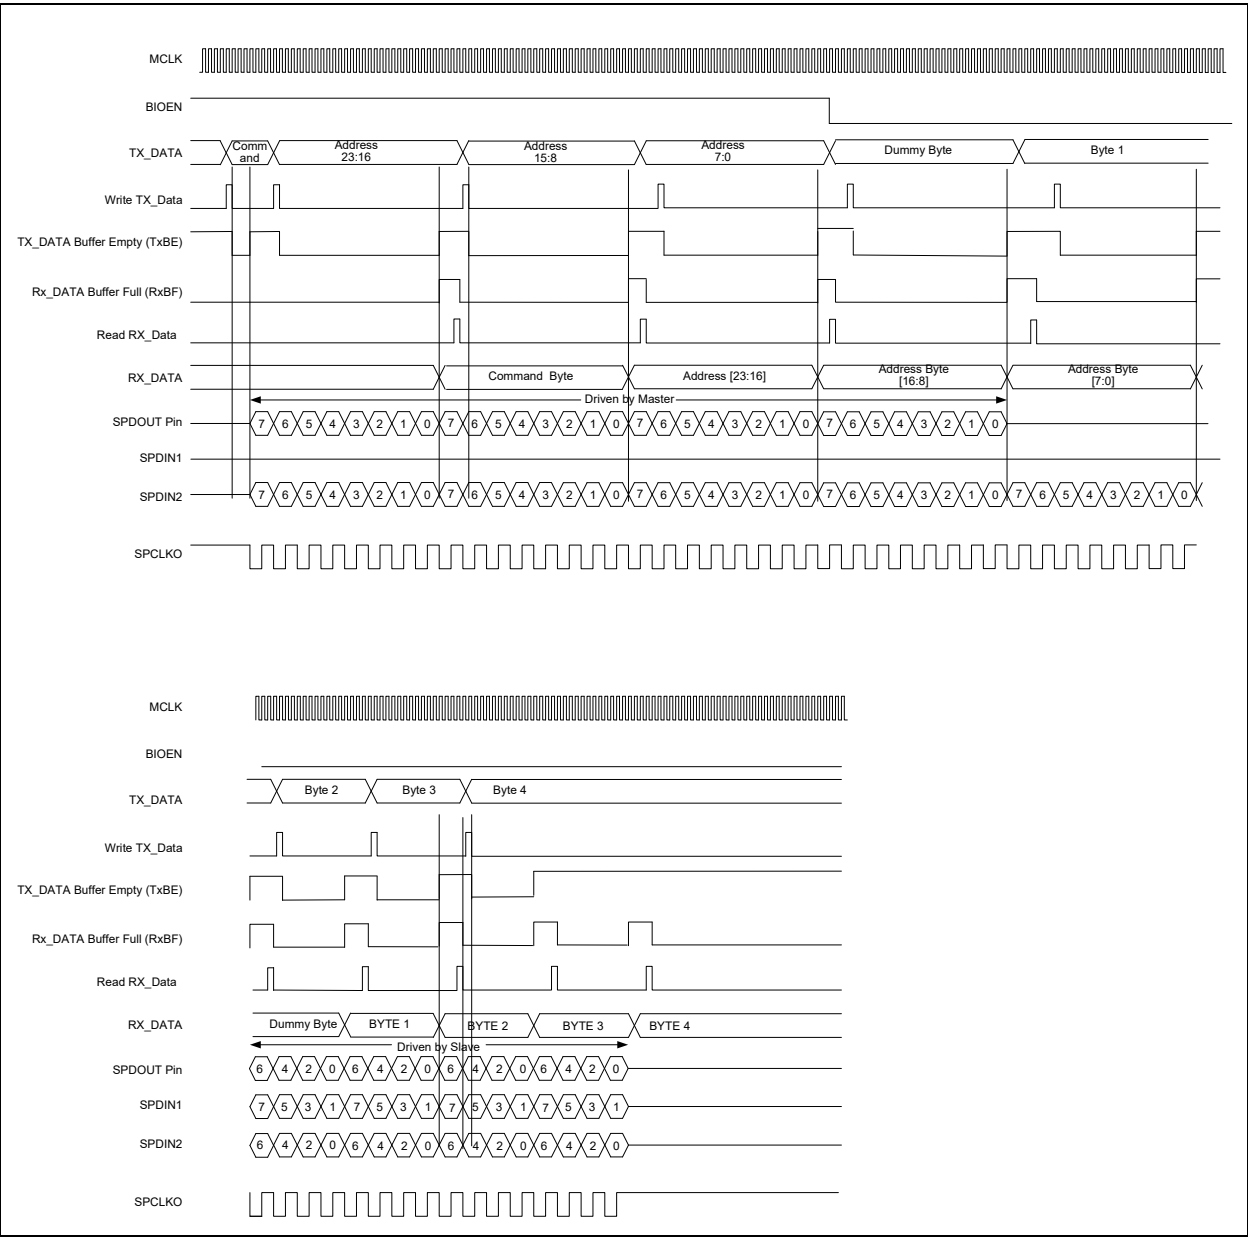 MCLK
BIOEN
TX_DATA
Comm
and
Address
23:16
Address
15:8
Address
7:0
Dummy Byte
Byte 1
Write TX_Data
TX_DATA Buffer Empty (TxBE)
Rx_DATA Buffer Full (RxBF)
Read RX_Data
RX_DATA
Command Byte
Address [23:16]
Address Byte
[16:8]
Address Byte
[7:0]
Driven by Master
SPDOUT Pin
7 6 5 4 3 2 1 0 7 6 5 4 3 2 1 0 7 6 5 4 3 2 1 0 7 6 5 4 3 2 1 0
SPDIN1
SPDIN2
7 6 5 4 3 2 1 0 7 6 5 4 3 2 1 0 7 6 5 4 3 2 1 0 7 6 5 4 3 2 1 0 7 6 5 4 3 2 1 0
SPCLKO
MCLK
BIOEN
TX_DATA
Byte 2
Byte 3
Byte 4
Write TX_Data
TX_DATA Buffer Empty (TxBE)
Rx_DATA Buffer Full (RxBF)
Read RX_Data
RX_DATA
Dummy Byte
BYTE 1
BYTE 2
BYTE 3
BYTE 4
Driven by Slave
SPDOUT Pin
6 4 2 0 6 4 2 0 6 4 2 0 6 4 2 0
SPDIN1
7 5 3 1 7 5 3 1 7 5 3 1 7 5 3 1
SPDIN2
6 4 2 0 6 4 2 0 6 4 2 0 6 4 2 0
SPCLKO